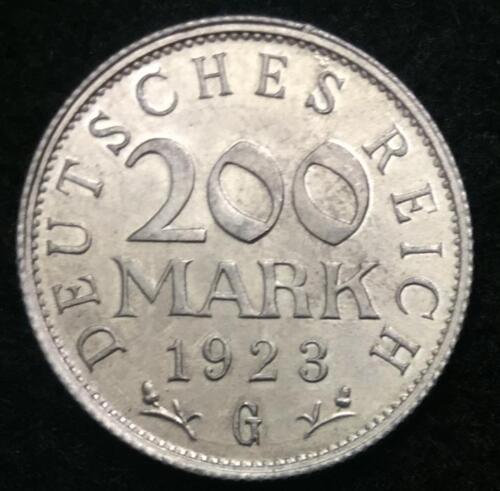 DEUTSCHES REICH
200
MARK
1923
G